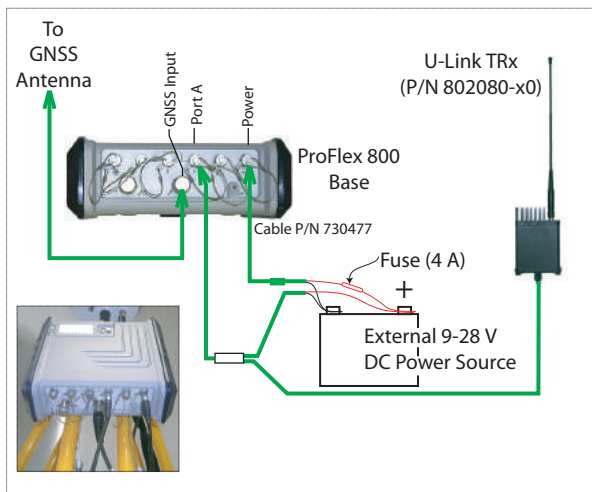 To
GNSS
Antenna
GNSS Input
Port A
Power
U-Link TRx
(P/N 802080-x0)
ProFlex 800
Base
Cable P/N 730477
Fuse (4 A)
+
External 9-28 V
DC Power Source